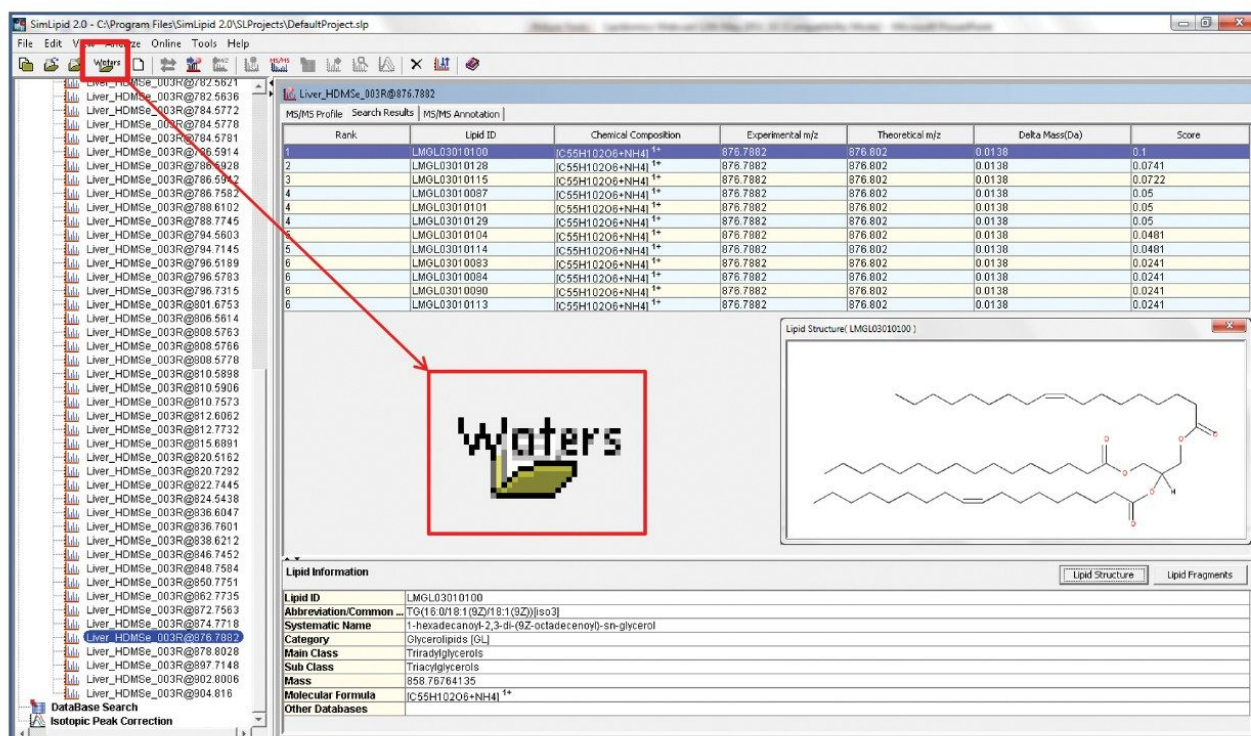 SimLipid 2.0 - C:\Program Files\SimLipid 2.0\SLProjects\DefaultProject.slp
File Edit View Analyze Online Tools Help
Waters
Liver_HDMSe_003R@782.5621
Liver_HDMSe_003R@782.5636
Liver_HDMSe_003R@784.5772
Liver_HDMSe_003R@784.5778
Liver_HDMSe_003R@784.5781
Liver_HDMSe_003R@786.5914
Liver_HDMSe_003R@786.5928
Liver_HDMSe_003R@786.5942
Liver_HDMSe_003R@786.7582
Liver_HDMSe_003R@788.6102
Liver_HDMSe_003R@788.7745
Liver_HDMSe_003R@794.5603
Liver_HDMSe_003R@794.7145
Liver_HDMSe_003R@796.5189
Liver_HDMSe_003R@796.5783
Liver_HDMSe_003R@796.7315
Liver_HDMSe_003R@801.6753
Liver_HDMSe_003R@806.5614
Liver_HDMSe_003R@808.5763
Liver_HDMSe_003R@808.5766
Liver_HDMSe_003R@808.5778
Liver_HDMSe_003R@810.5898
Liver_HDMSe_003R@810.5906
Liver_HDMSe_003R@810.7573
Liver_HDMSe_003R@812.6062
Liver_HDMSe_003R@812.7732
Liver_HDMSe_003R@815.6891
Liver_HDMSe_003R@820.5162
Liver_HDMSe_003R@820.7292
Liver_HDMSe_003R@822.7445
Liver_HDMSe_003R@824.5438
Liver_HDMSe_003R@836.6047
Liver_HDMSe_003R@836.7601
Liver_HDMSe_003R@838.6212
Liver_HDMSe_003R@846.7452
Liver_HDMSe_003R@848.7584
Liver_HDMSe_003R@850.7751
Liver_HDMSe_003R@862.7735
Liver_HDMSe_003R@872.7563
Liver_HDMSe_003R@874.7718
Liver_HDMSe_003R@876.7882
Liver_HDMSe_003R@878.8028
Liver_HDMSe_003R@897.7148
Liver_HDMSe_003R@902.8006
Liver_HDMSe_003R@904.816
DataBase Search
Isotopic Peak Correction
Liver_HDMSe_003R@876.7882
MS/MS Profile Search Results MS/MS Annotation
Rank Lipid ID Chemical Composition Experimental m/z Theoretical m/z Delta Mass(Da) Score
1 LMGL03010100 [C55H102O6+NH4] 1+ 876.7882 876.802 0.0138 0.1
2 LMGL03010128 [C55H102O6+NH4] 1+ 876.7882 876.802 0.0138 0.0741
3 LMGL03010115 [C55H102O6+NH4] 1+ 876.7882 876.802 0.0138 0.0722
4 LMGL03010087 [C55H102O6+NH4] 1+ 876.7882 876.802 0.0138 0.05
4 LMGL03010101 [C55H102O6+NH4] 1+ 876.7882 876.802 0.0138 0.05
4 LMGL03010129 [C55H102O6+NH4] 1+ 876.7882 876.802 0.0138 0.05
5 LMGL03010104 [C55H102O6+NH4] 1+ 876.7882 876.802 0.0138 0.0481
5 LMGL03010114 [C55H102O6+NH4] 1+ 876.7882 876.802 0.0138 0.0481
6 LMGL03010083 [C55H102O6+NH4] 1+ 876.7882 876.802 0.0138 0.0241
6 LMGL03010084 [C55H102O6+NH4] 1+ 876.7882 876.802 0.0138 0.0241
6 LMGL03010090 [C55H102O6+NH4] 1+ 876.7882 876.802 0.0138 0.0241
6 LMGL03010113 [C55H102O6+NH4] 1+ 876.7882 876.802 0.0138 0.0241
Waters
Lipid Structure( LMGL03010100 )
O O
O O O H
O O
Lipid Information Lipid Structure Lipid Fragments
Lipid ID LMGL03010100
Abbreviation/Common ... TG(16:0/18:1(9Z)/18:1(9Z))[iso3]
Systematic Name 1-hexadecanoyl-2,3-di-(9Z-octadecenoyl)-sn-glycerol
Category Glycerolipids [GL]
Main Class Triradylglycerols
Sub Class Triacylglycerols
Mass 858.76764135
Molecular Formula [C55H102O6+NH4] 1+
Other Databases